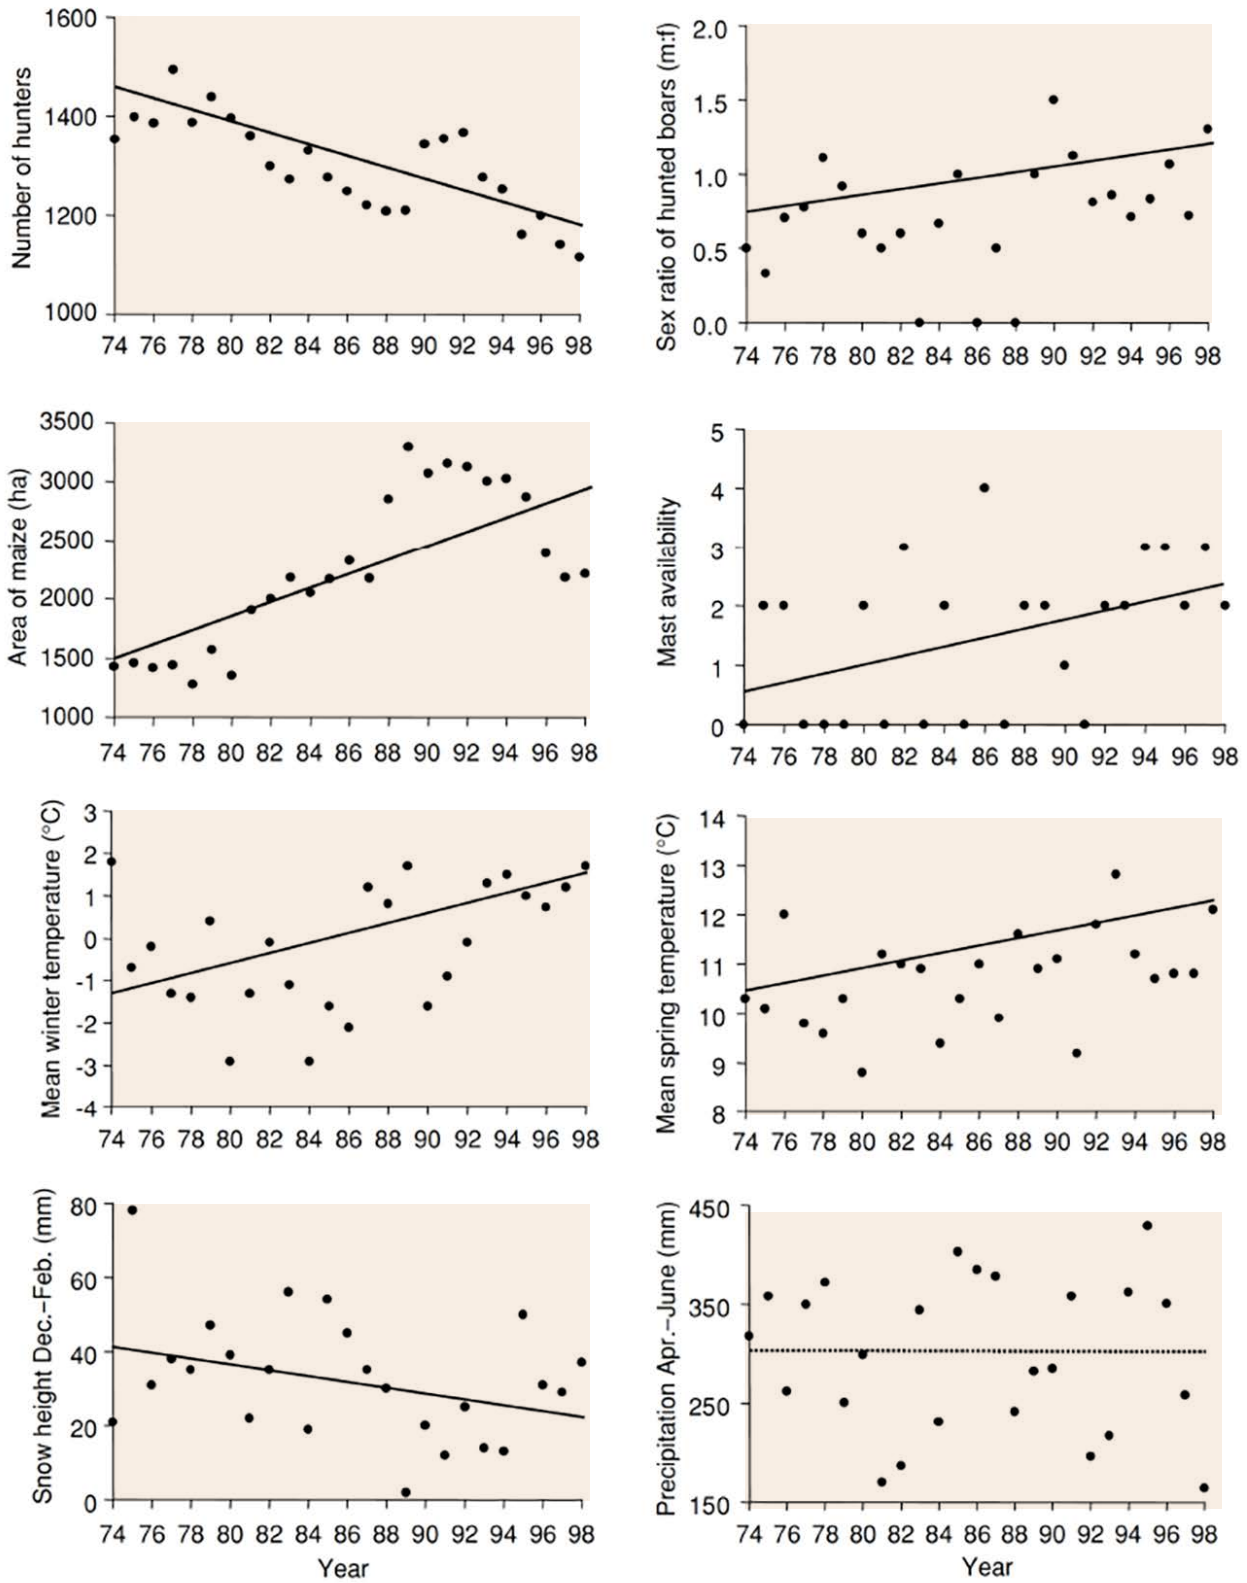 Number of hunters
1600
1400
1200
1000
74 76 78 80 82 84 86 88 90 92 94 96 98
Sex ratio of hunted boars (m:f)
2.0
1.5
1.0
0.5
0.0
74 76 78 80 82 84 86 88 90 92 94 96 98
Area of maize (ha)
3500
3000
2500
2000
1500
1000
74 76 78 80 82 84 86 88 90 92 94 96 98
Mast availability
5
4
3
2
1
0
74 76 78 80 82 84 86 88 90 92 94 96 98
Mean winter temperature (°C)
3
2
1
0
-1
-2
-3
-4
74 76 78 80 82 84 86 88 90 92 94 96 98
Mean spring temperature (°C)
14
13
12
11
10
9
8
74 76 78 80 82 84 86 88 90 92 94 96 98
Snow height Dec.–Feb. (mm)
80
60
40
20
0
74 76 78 80 82 84 86 88 90 92 94 96 98
Year
Precipitation Apr.–June (mm)
450
350
250
150
74 76 78 80 82 84 86 88 90 92 94 96 98
Year